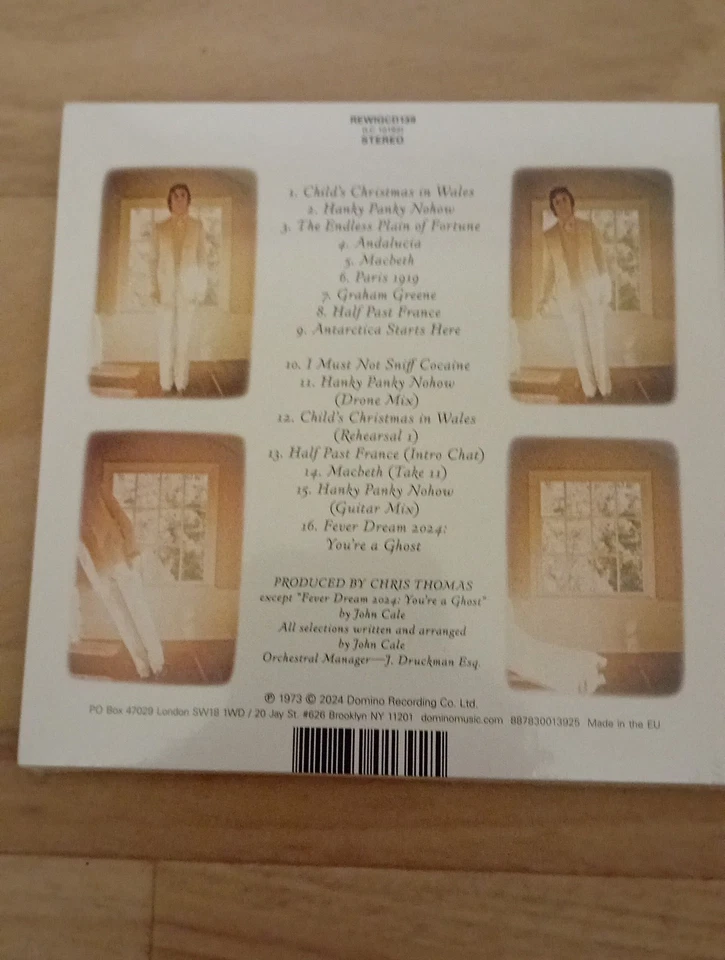 REWIGCD159
STEREO
1. Child's Christmas in Wales
2. Hanky Panky Nohow
3. The Endless Plain of Fortune
4. Andalucia
5. Macbeth
6. Paris 1919
7. Graham Greene
8. Half Past France
9. Antarctica Starts Here
10. I Must Not Sniff Cocaine
11. Hanky Panky Nohow
(Drone Mix)
12. Child's Christmas in Wales
(Rehearsal 1)
13. Half Past France (Intro Chat)
14. Macbeth (Take 11)
15. Hanky Panky Nohow
(Guitar Mix)
16. Fever Dream 2024:
You're a Ghost
PRODUCED BY CHRIS THOMAS
except "Fever Dream 2024: You're a Ghost"
by John Cale
All selections written and arranged
by John Cale
Orchestral Manager—J. Druckman Esq.
℗ 1973 © 2024 Domino Recording Co. Ltd.
PO Box 47029 London SW18 1WD / 20 Jay St. #626 Brooklyn NY 11201 dominomusic.com 887830013925 Made in the EU